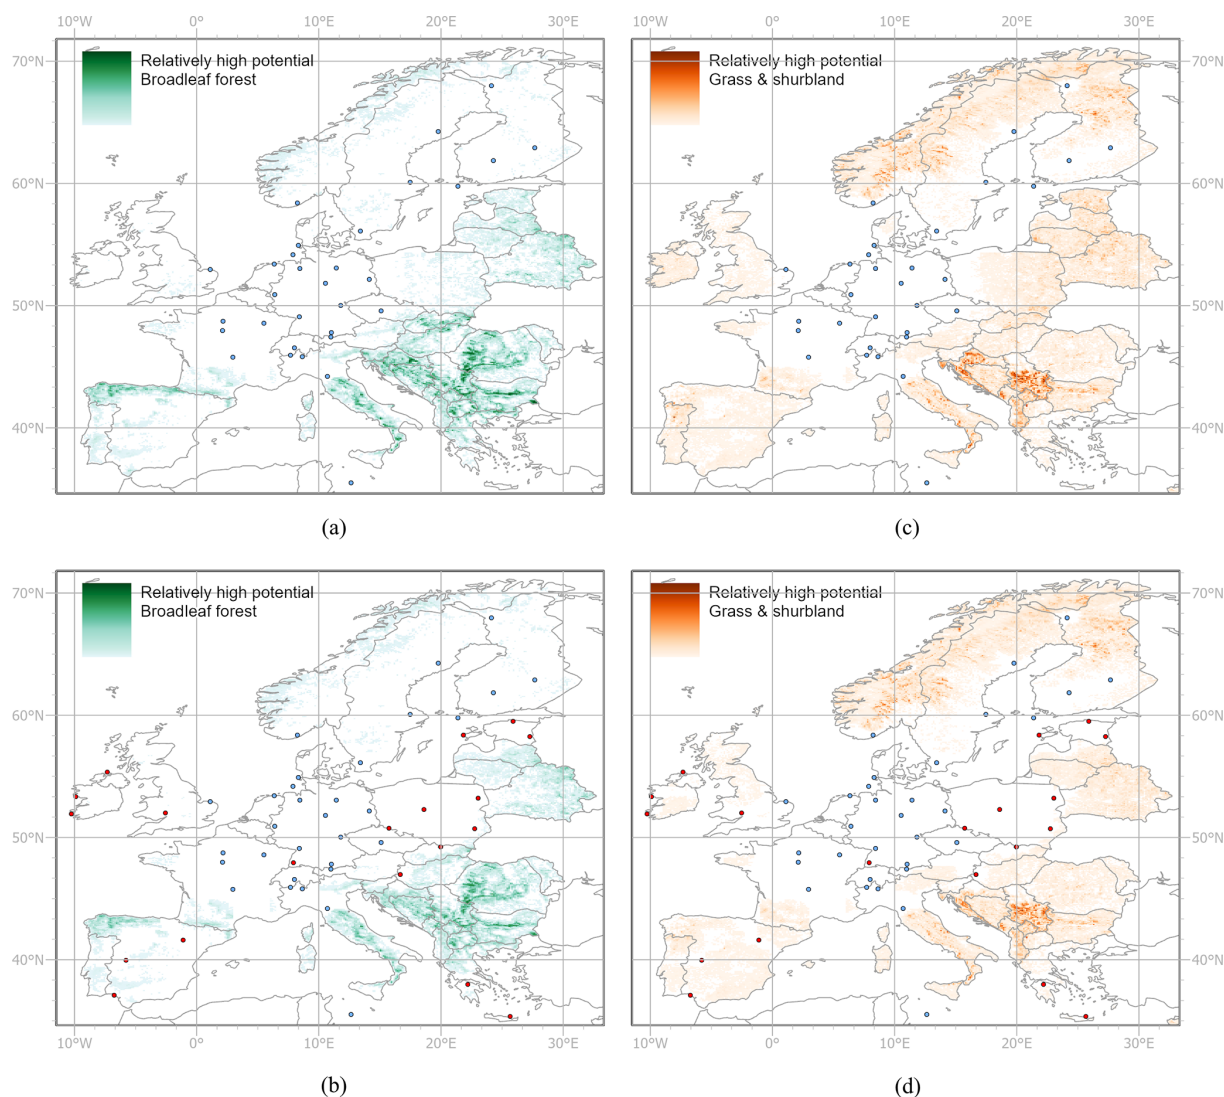 10°W 0° 10°E 20°E 30°E 10°W 0° 10°E 20°E 30°E
70°N Relatively high potential Relatively high potential 70°N
Broadleaf forest Grass & shurbland
60°N 60°N
50°N 50°N
40°N 40°N
(a) (c)
Relatively high potential Relatively high potential
70°N Broadleaf forest Grass & shurbland 70°N
60°N 60°N
50°N 50°N
40°N 40°N
10°W 0° 10°E 20°E 30°E 10°W 0° 10°E 20°E 30°E
(b) (d)